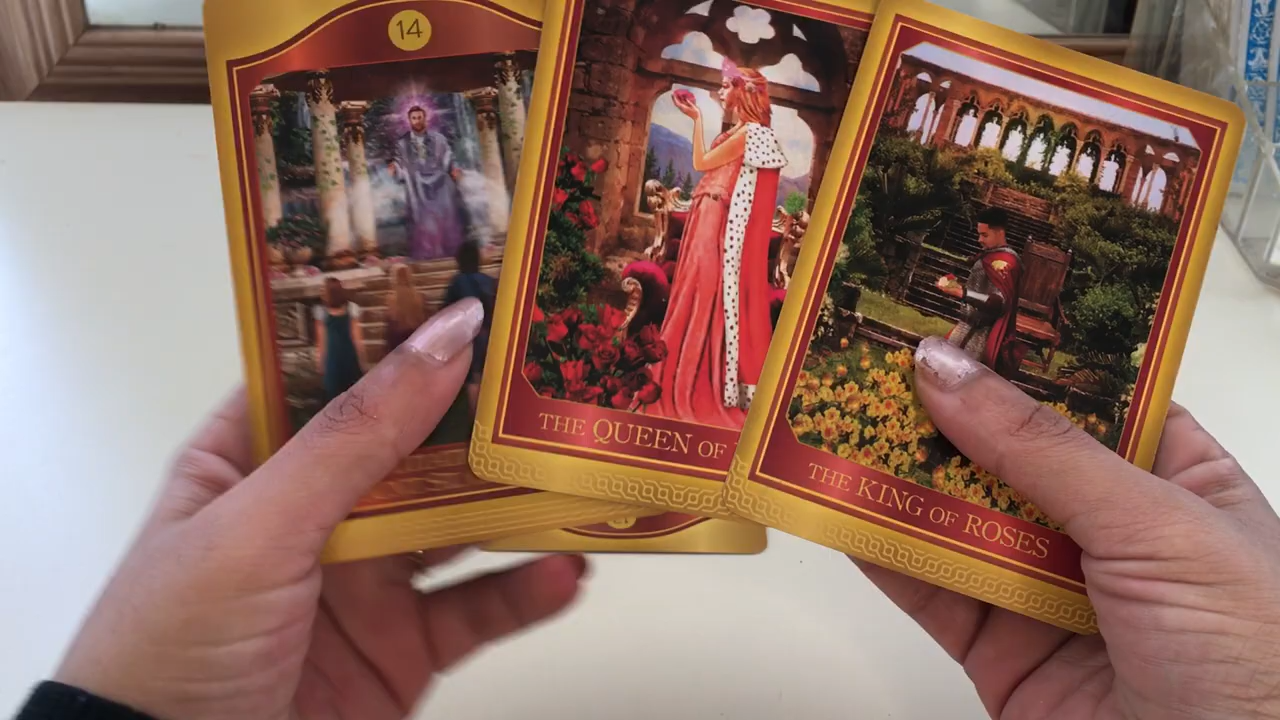 14
THE QUEEN OF
THE KING OF ROSES